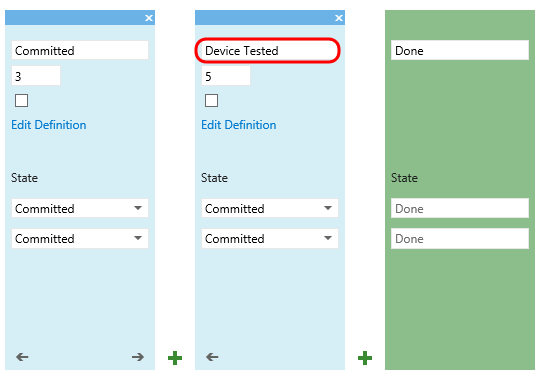 Committed
3
Edit Definition
State
Committed
Committed
Device Tested
5
Edit Definition
State
Committed
Committed
Done
State
Done
Done